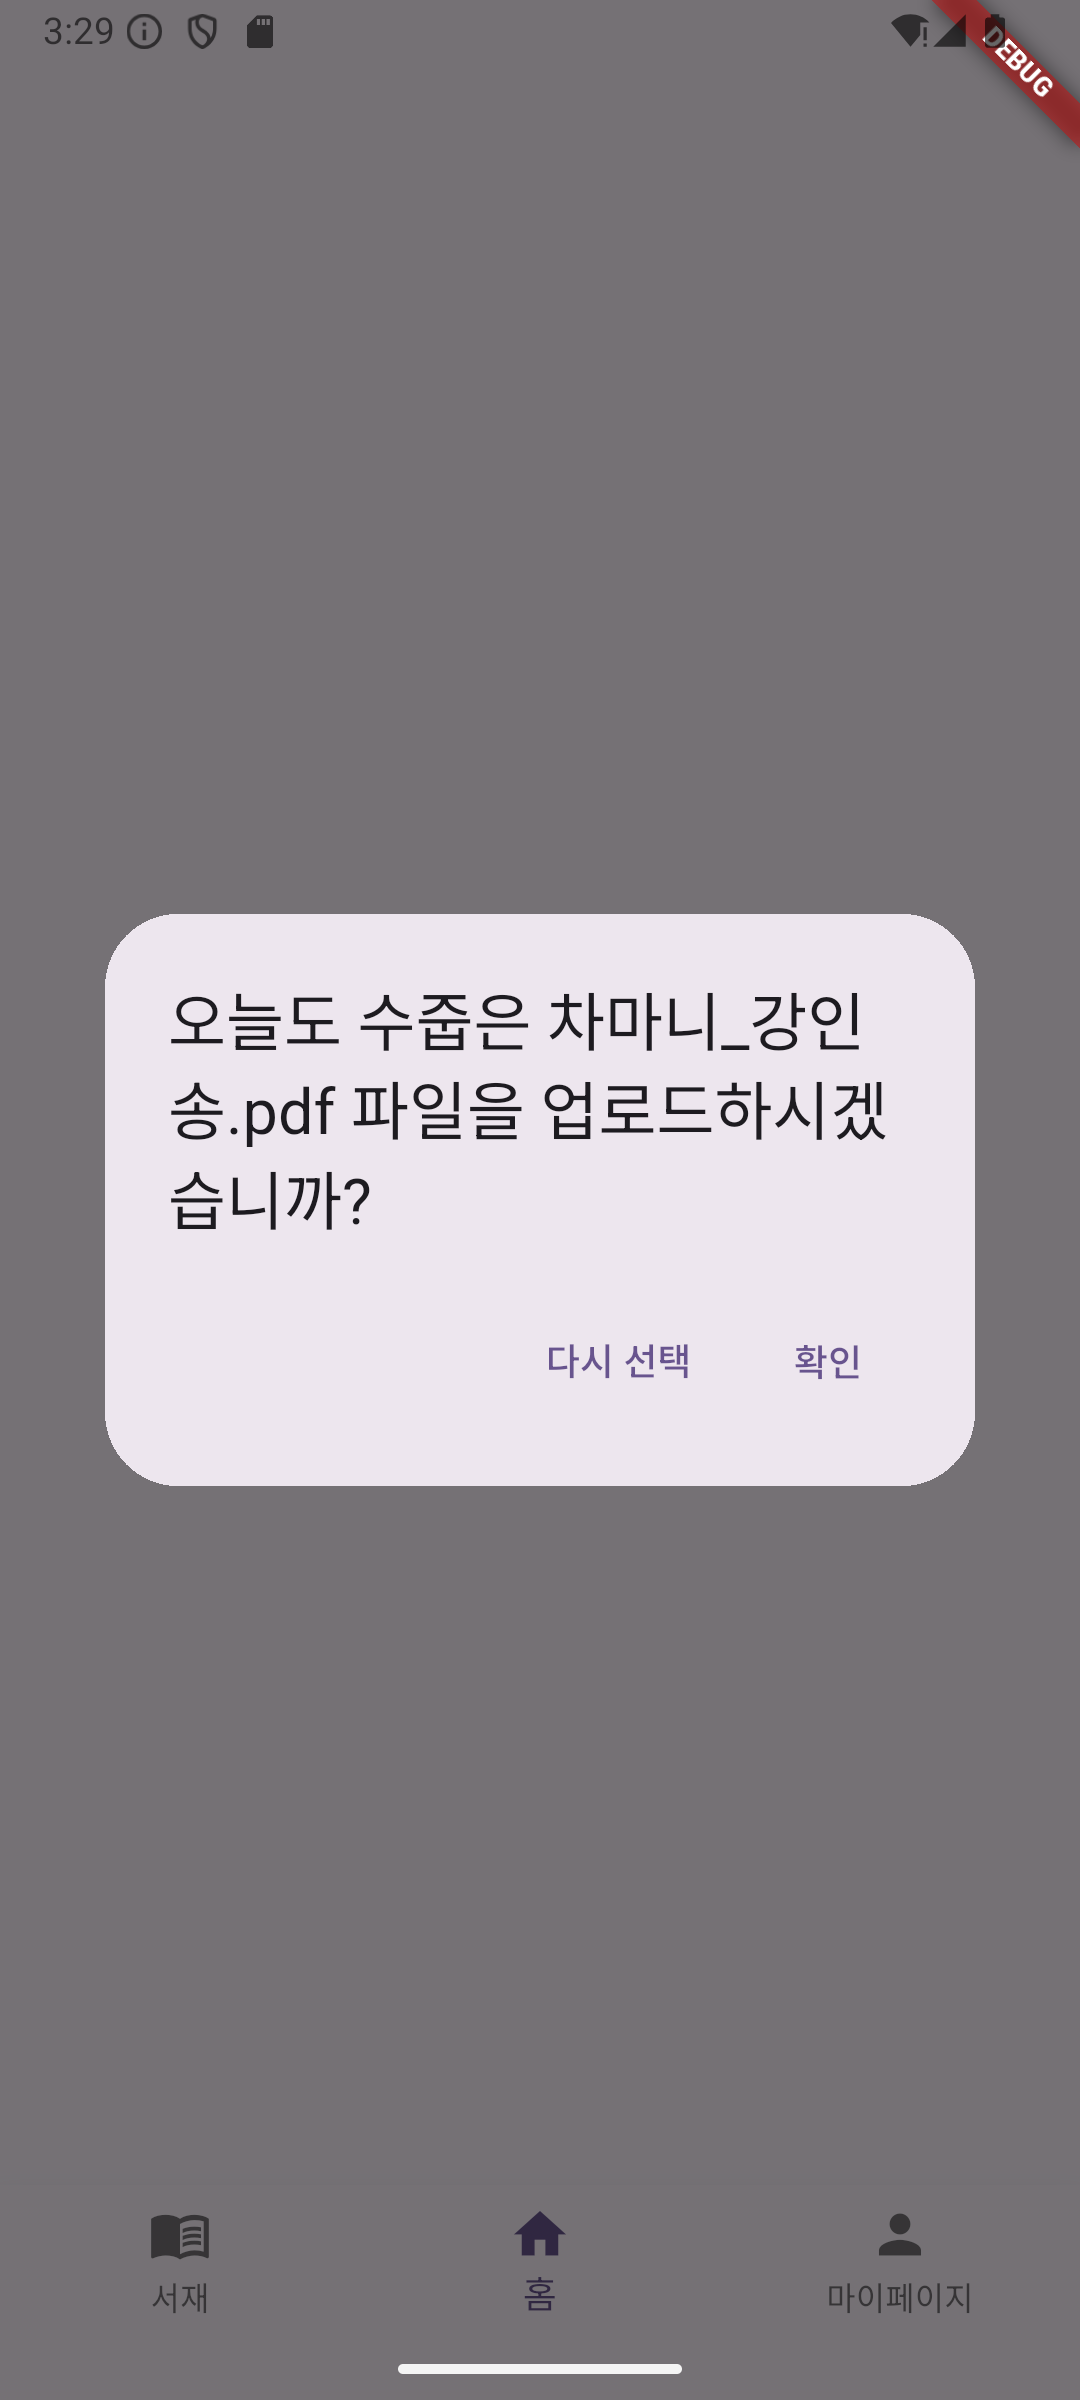 3:29
DEBUG
오늘도 수줍은 차마니_강인
송.pdf 파일을 업로드하시겠
습니까?
다시 선택
확인
서재
홈
마이페이지